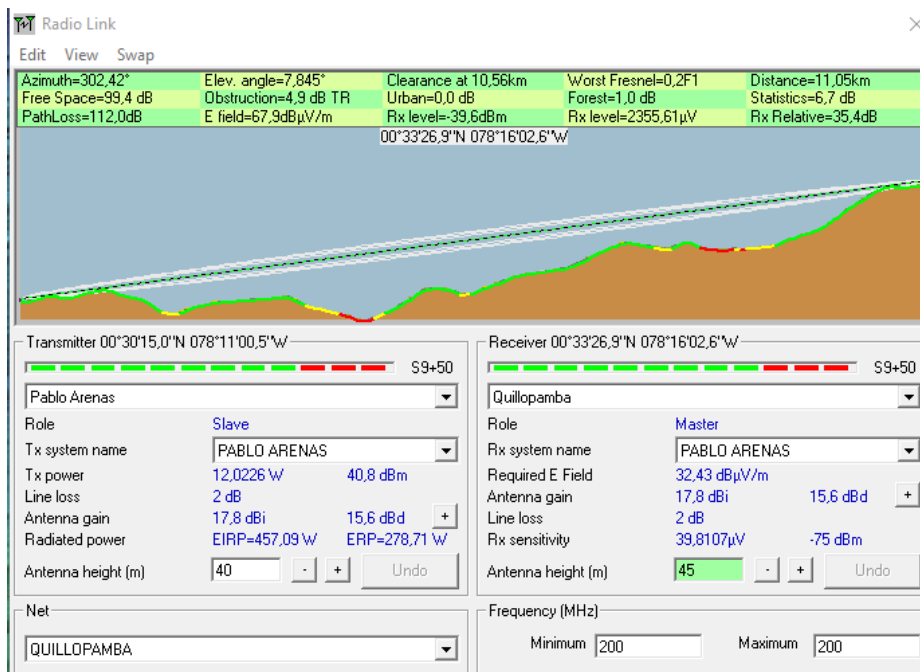 Radio Link
Edit View Swap
Azimuth=302,42° Elev. angle=7,845° Clearance at 10,56km Worst Fresnel=0,2F1 Distance=11,05km
Free Space=99,4 dB Obstruction=4,9 dB TR Urban=0,0 dB Forest=1,0 dB Statistics=6,7 dB
PathLoss=112,0dB E field=67,9dBµV/m Rx level=-39,6dBm Rx level=2355,61µV Rx Relative=35,4dB
00°33'26,9''N 078°16'02,6''W
Transmitter 00°30'15,0''N 078°11'00,5''W
S9+50
Pablo Arenas
Role Slave
Tx system name PABLO ARENAS
Tx power 12,0226 W 40,8 dBm
Line loss 2 dB
Antenna gain 17,8 dBi 15,6 dBd +
Radiated power EIRP=457,09 W ERP=278,71 W
Antenna height (m) 40 - + Undo
Net
QUILLOPAMBA
Receiver 00°33'26,9''N 078°16'02,6''W
S9+50
Quillopamba
Role Master
Rx system name PABLO ARENAS
Required E Field 32,43 dBµV/m
Antenna gain 17,8 dBi 15,6 dBd +
Line loss 2 dB
Rx sensitivity 39,8107µV -75 dBm
Antenna height (m) 45 - + Undo
Frequency (MHz)
Minimum 200 Maximum 200